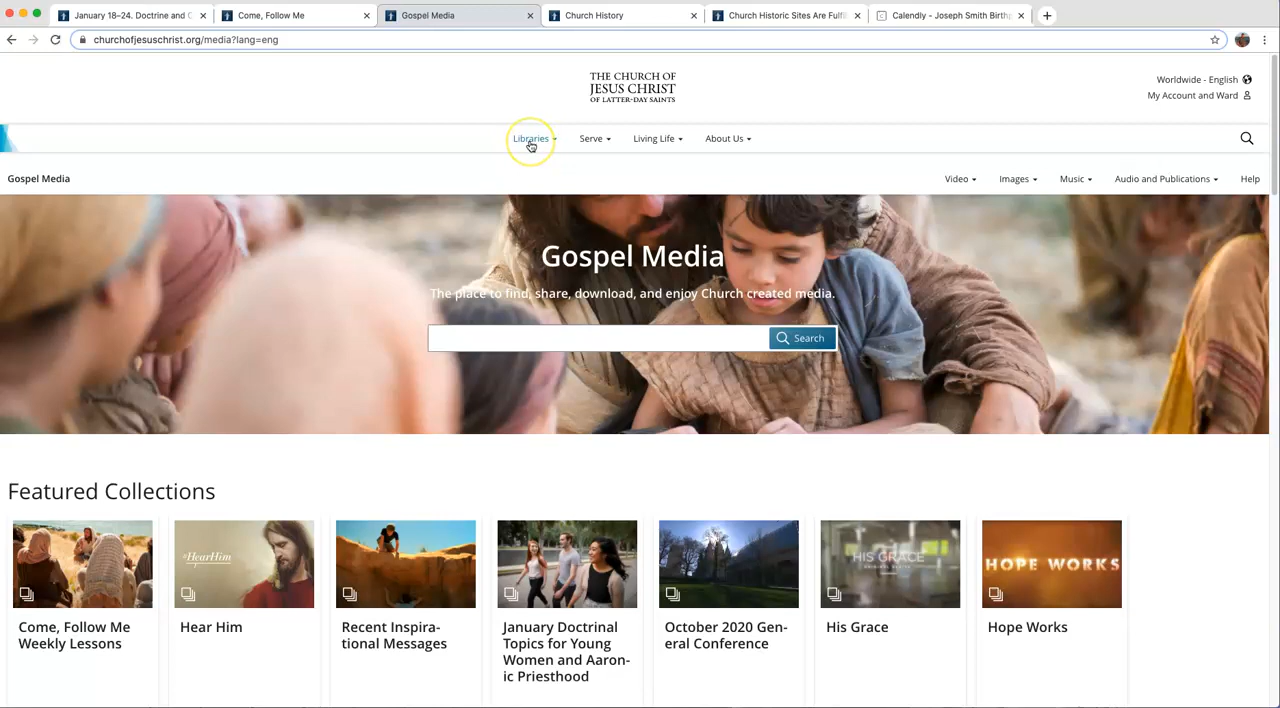 January 18–24. Doctrine and C
Come, Follow Me
Gospel Media
Church History
Church Historic Sites Are Fulfil
Calendly - Joseph Smith Birthp
churchofjesuschrist.org/media?lang=eng
THE CHURCH OF
JESUS CHRIST
OF LATTER-DAY SAINTS
Worldwide - English
My Account and Ward
Libraries Serve Living Life About Us
Gospel Media Video Images Music Audio and Publications Help
Gospel Media
The place to find, share, download, and enjoy Church created media.
Search
Featured Collections
#HearHim
HIS GRACE
HOPE WORKS
Come, Follow Me
Weekly Lessons
Hear Him
Recent Inspira-
tional Messages
January Doctrinal
Topics for Young
Women and Aaron-
ic Priesthood
October 2020 Gen-
eral Conference
His Grace
Hope Works